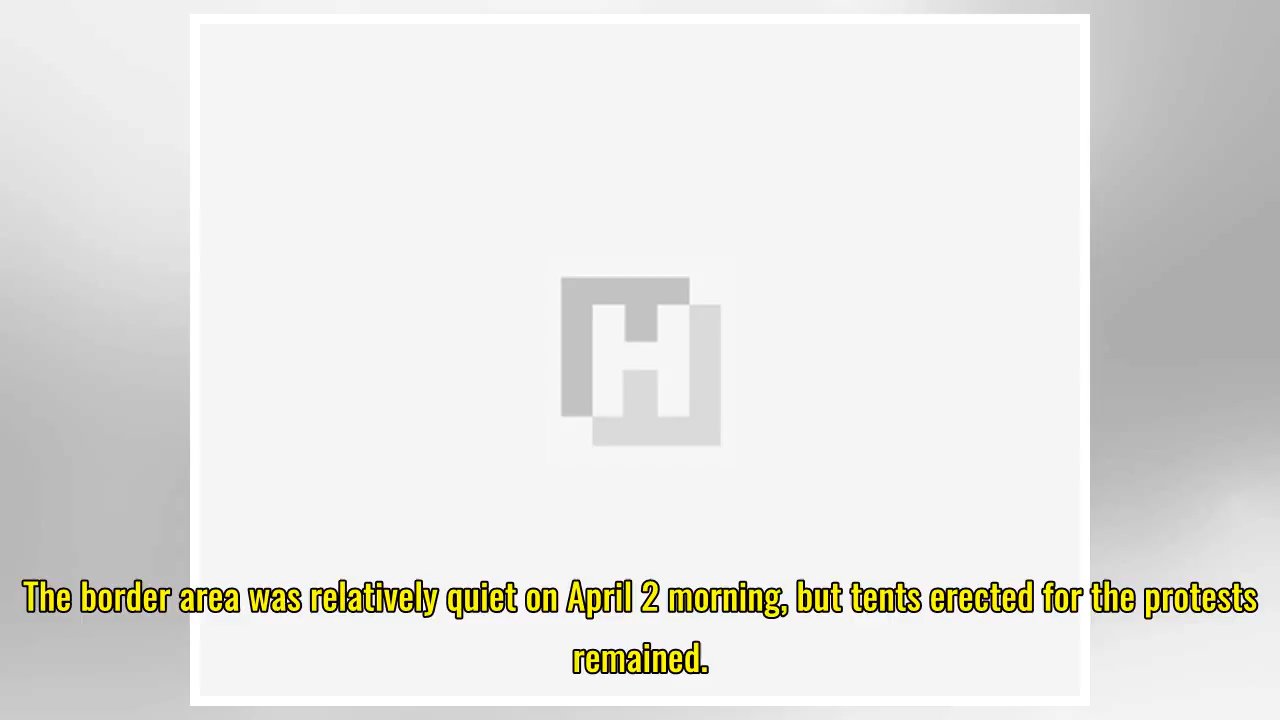 H
The border area was relatively quiet on April 2 morning, but tents erected for the protests
remained.